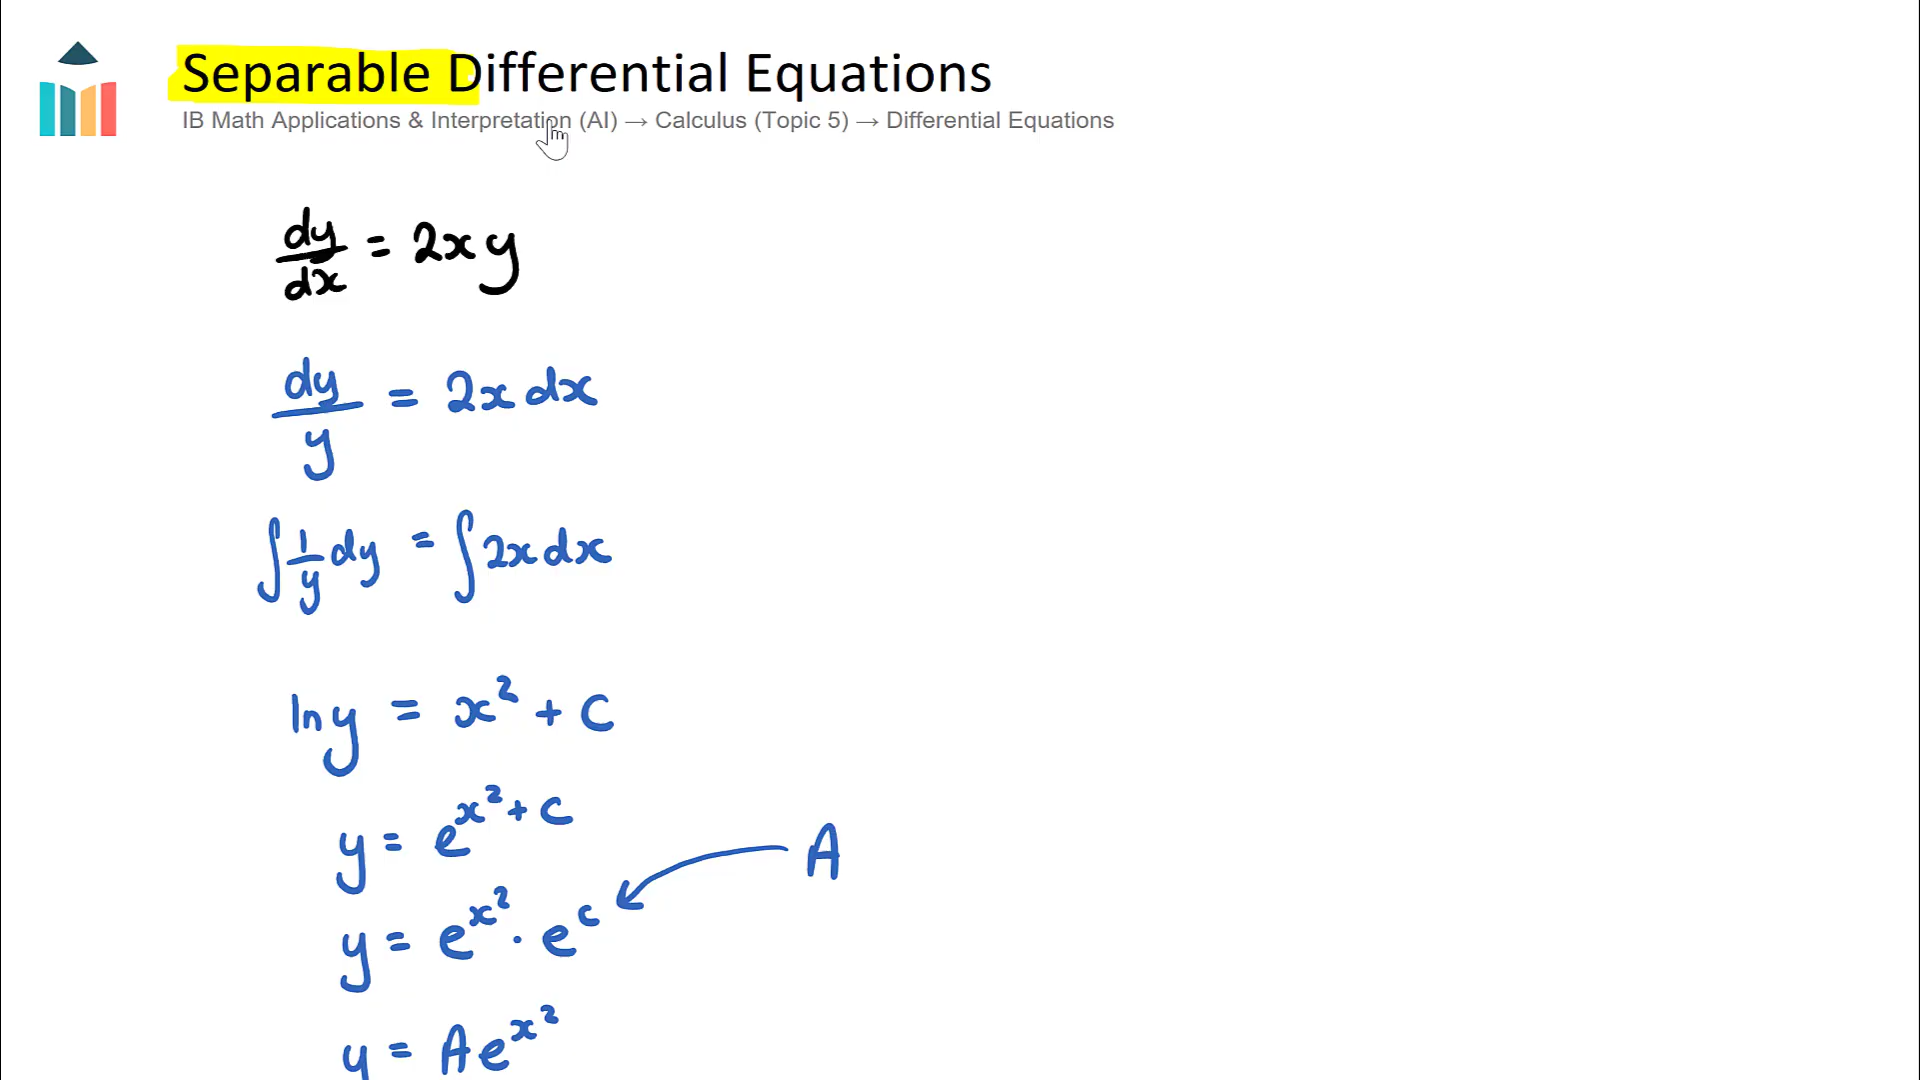 Separable Differential Equations
IB Math Applications & Interpretation (AI) → Calculus (Topic 5) → Differential Equations
dy/dx = 2xy
dy/y = 2x dx
∫ 1/y dy = ∫ 2x dx
ln y = x² + c
y = e^(x² + c)
A
y = e^(x²) · e^c
y = A e^(x²)